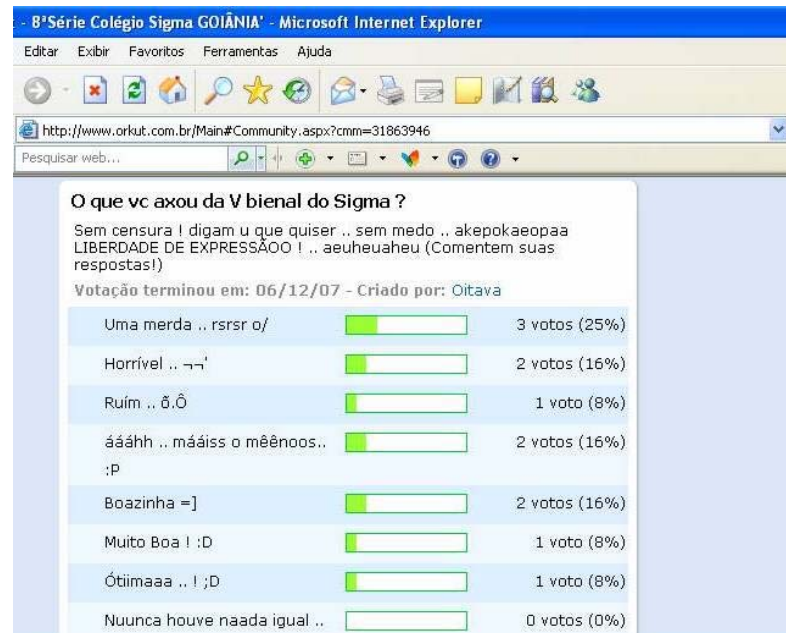 - 8ªSérie Colégio Sigma GOIÂNIA' - Microsoft Internet Explorer
Editar Exibir Favoritos Ferramentas Ajuda
http://www.orkut.com.br/Main#Community.aspx?cmm=31863946
Pesquisar web...
O que vc axou da V bienal do Sigma ?
Sem censura ! digam u que quiser .. sem medo .. akepokaeopaa
LIBERDADE DE EXPRESSÃOO ! .. aeuheuaheu (Comentem suas
respostas!)
Votação terminou em: 06/12/07 - Criado por: Oitava
Uma merda .. rsrsr o/ 3 votos (25%)
Horrível .. ¬¬' 2 votos (16%)
Ruím .. õ.Ô 1 voto (8%)
áááhh .. mááiss o mêênoos.. 2 votos (16%)
:P
Boazinha =] 2 votos (16%)
Muito Boa ! :D 1 voto (8%)
Ótiimaaa .. ! ;D 1 voto (8%)
Nuunca houve naada igual .. 0 votos (0%)